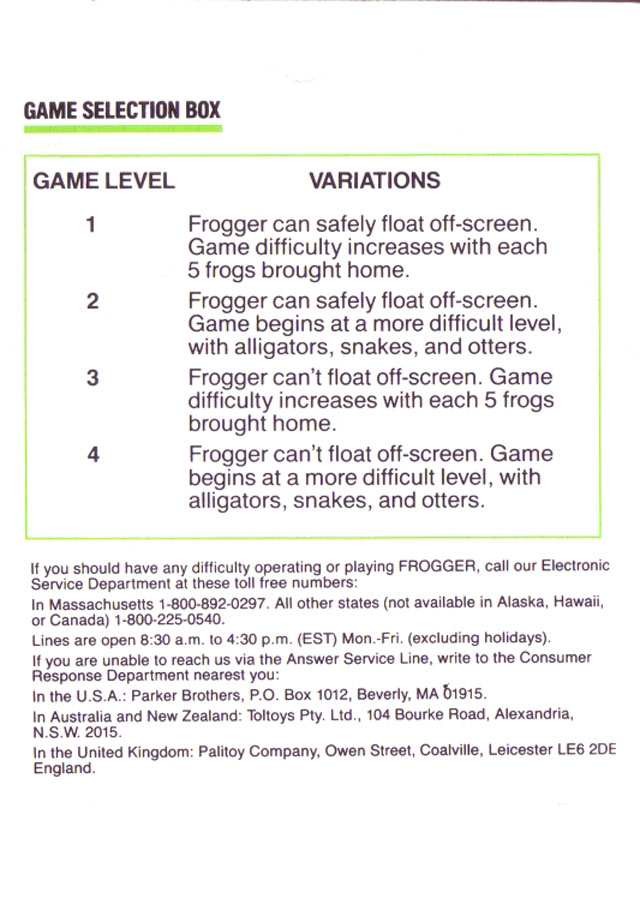 GAME SELECTION BOX
GAME LEVEL VARIATIONS
1 Frogger can safely float off-screen.
Game difficulty increases with each
5 frogs brought home.
2 Frogger can safely float off-screen.
Game begins at a more difficult level,
with alligators, snakes, and otters.
3 Frogger can't float off-screen. Game
difficulty increases with each 5 frogs
brought home.
4 Frogger can't float off-screen. Game
begins at a more difficult level, with
alligators, snakes, and otters.
If you should have any difficulty operating or playing FROGGER, call our Electronic
Service Department at these toll free numbers:
In Massachusetts 1-800-892-0297. All other states (not available in Alaska, Hawaii,
or Canada) 1-800-225-0540.
Lines are open 8:30 a.m. to 4:30 p.m. (EST) Mon.-Fri. (excluding holidays).
If you are unable to reach us via the Answer Service Line, write to the Consumer
Response Department nearest you:
In the U.S.A.: Parker Brothers, P.O. Box 1012, Beverly, MA 01915.
In Australia and New Zealand: Toltoys Pty. Ltd., 104 Bourke Road, Alexandria,
N.S.W. 2015.
In the United Kingdom: Palitoy Company, Owen Street, Coalville, Leicester LE6 2DE
England.